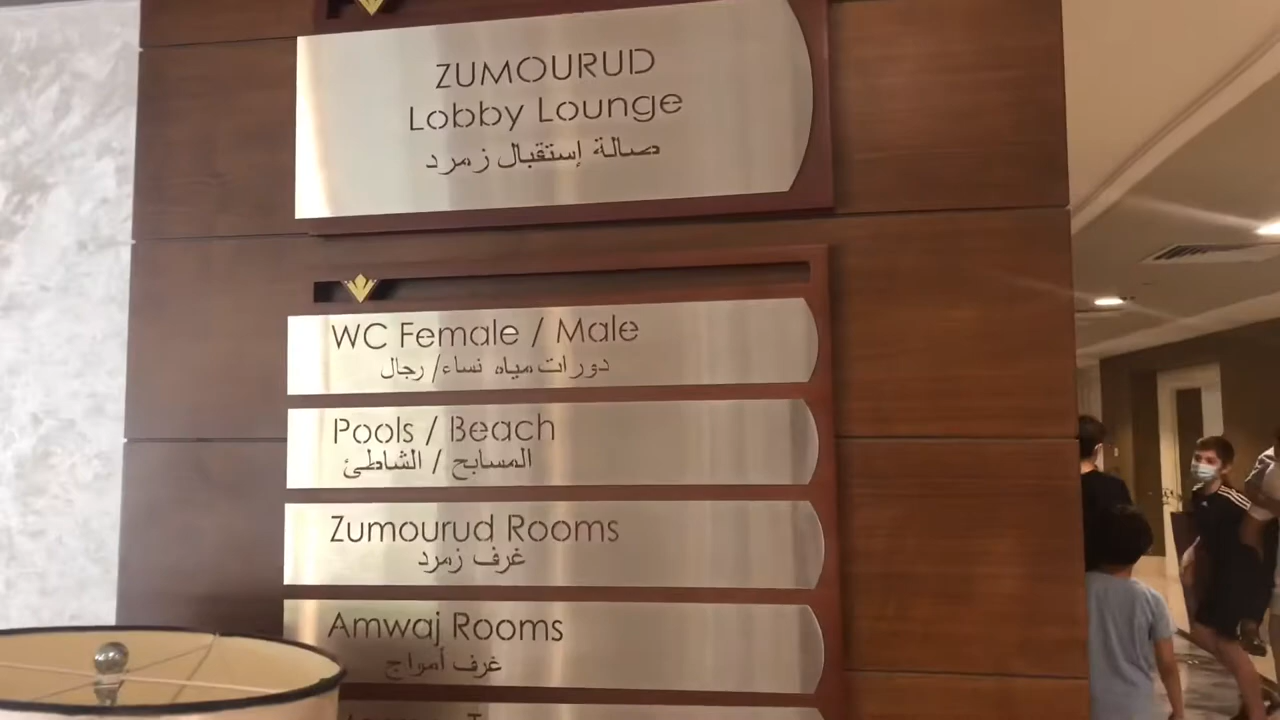 ZUMOURUD
Lobby Lounge
صالة إستقبال زمرد
WC Female / Male
دورات مياه نساء/ رجال
Pools / Beach
المسابح / الشاطئ
Zumourud Rooms
غرف زمرد
Amwaj Rooms
غرف أمواج